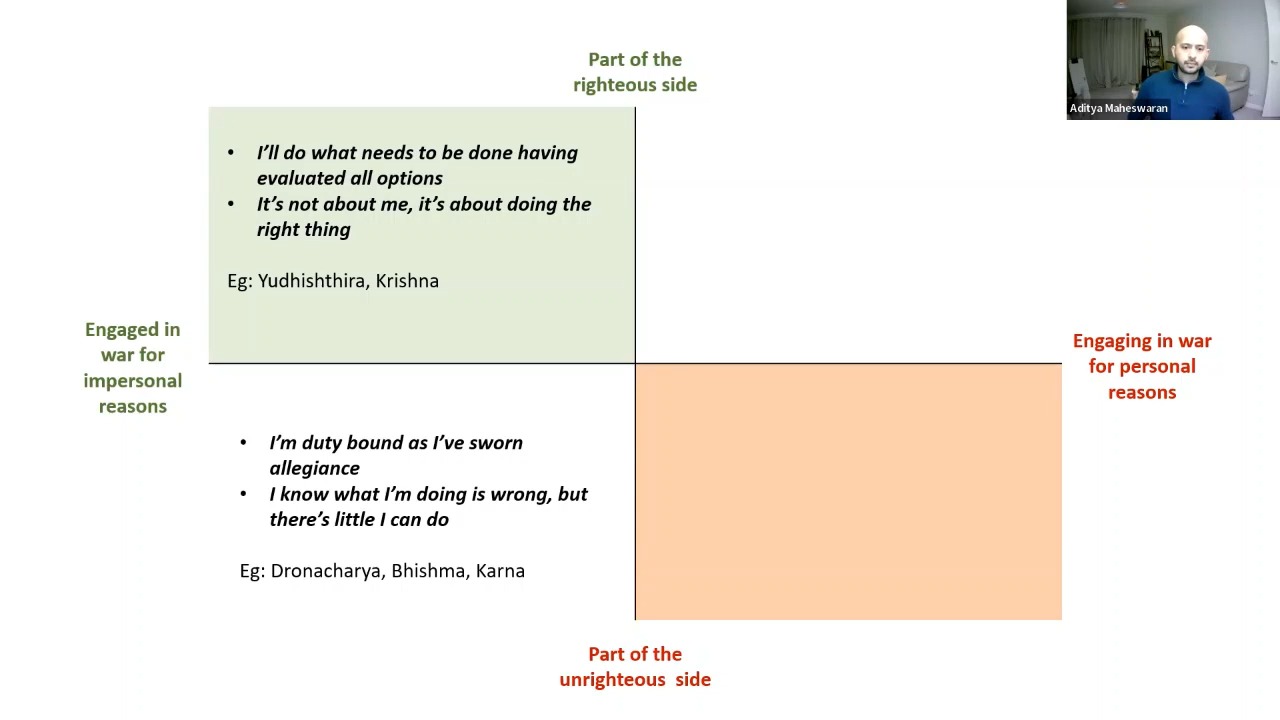 Part of the
righteous side
Aditya Maheswaran
• I'll do what needs to be done having
evaluated all options
• It's not about me, it's about doing the
right thing
Eg: Yudhishthira, Krishna
Engaged in
war for
impersonal
reasons
Engaging in war
for personal
reasons
• I'm duty bound as I've sworn
allegiance
• I know what I'm doing is wrong, but
there's little I can do
Eg: Dronacharya, Bhishma, Karna
Part of the
unrighteous side